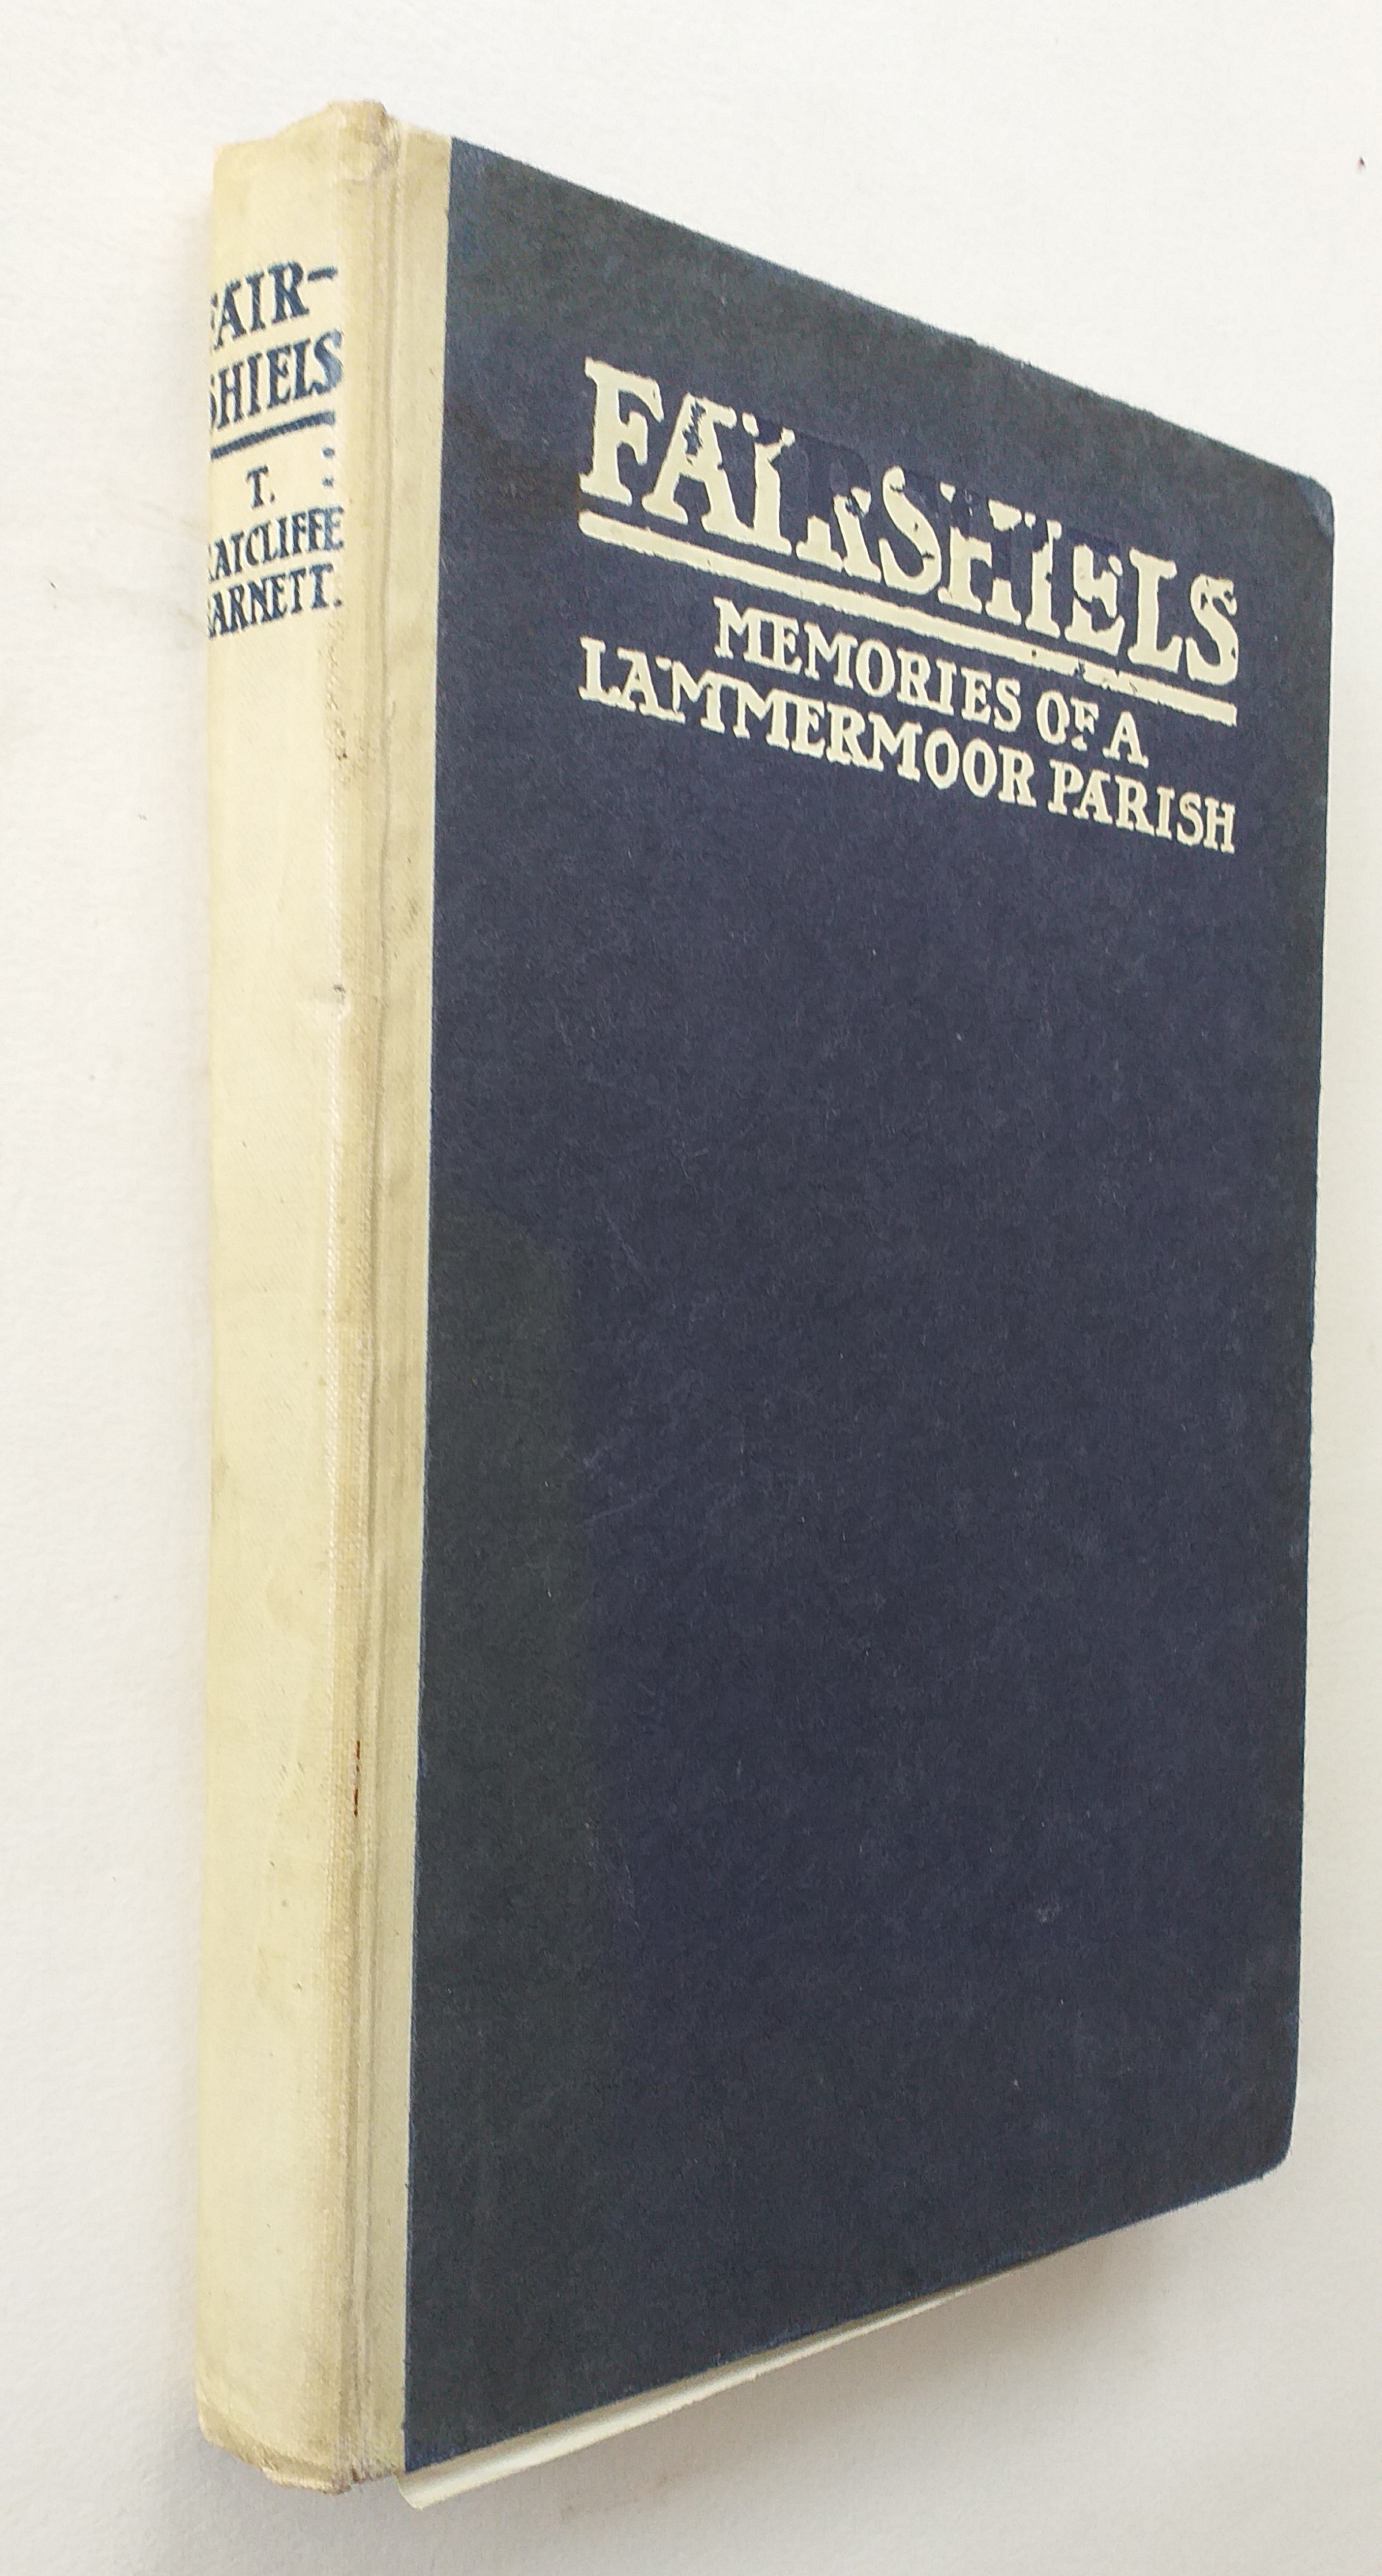 FAIR-
SHIELS
T. :
RATCLIFFE
BARNETT.
FAIRSHIELS
MEMORIES OF A
LAMMERMOOR PARISH